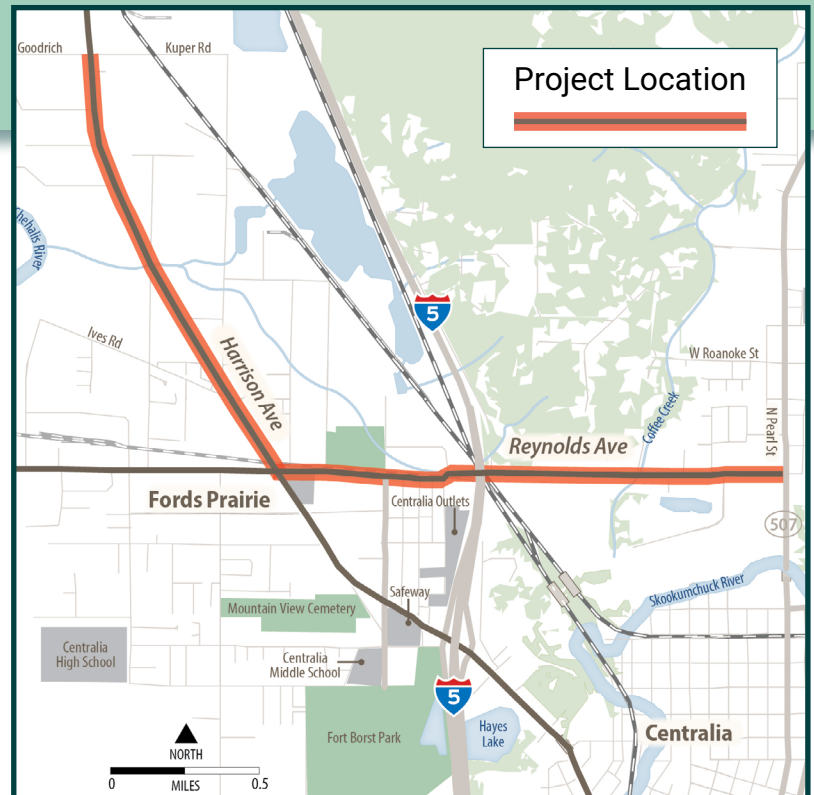 Goodrich
Kuper Rd
Project Location
Chehalis
River
5
Ives Rd
Harrison Ave
W Roanoke St
Coffee Creek
N Pearl St
Reynolds Ave
Fords Prairie
Centralia Outlets
507
Skookumchuck River
Safeway
Mountain View Cemetery
Centralia
High School
Centralia
Middle School
5
Fort Borst Park
Hayes
Lake
Centralia
NORTH
0 MILES 0.5